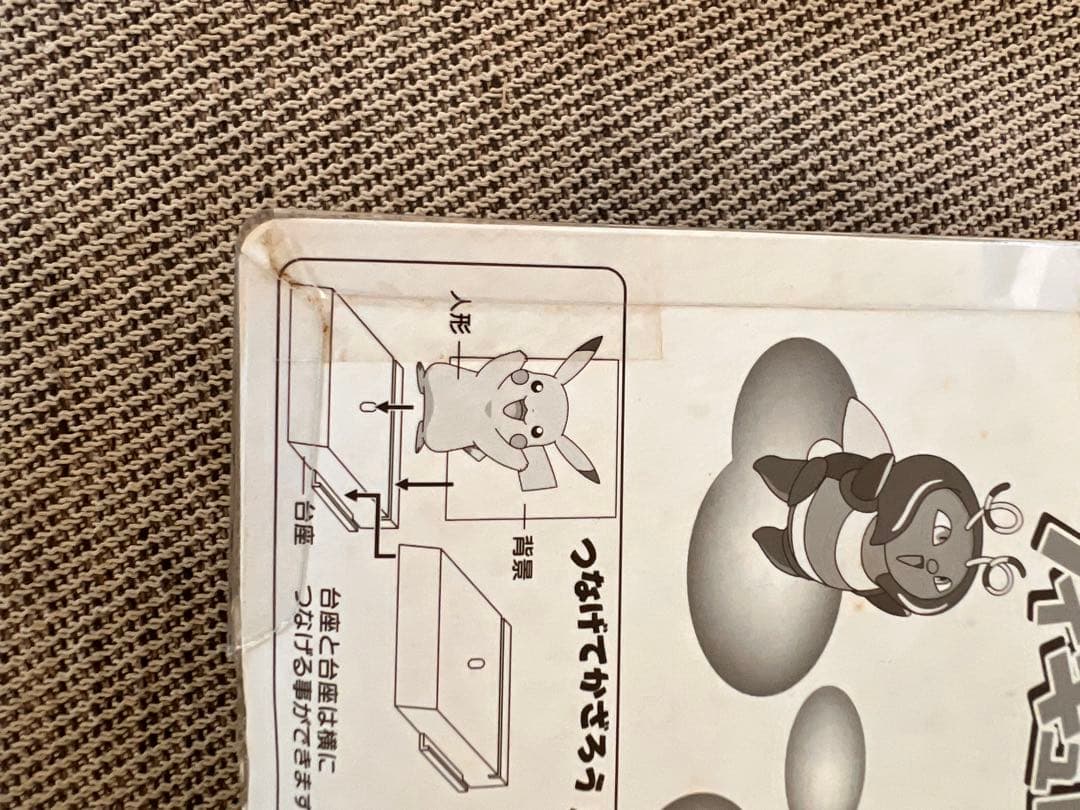 つなげてかざろう
人形
背景
台座
台座と台座は横に
つなげる事ができます